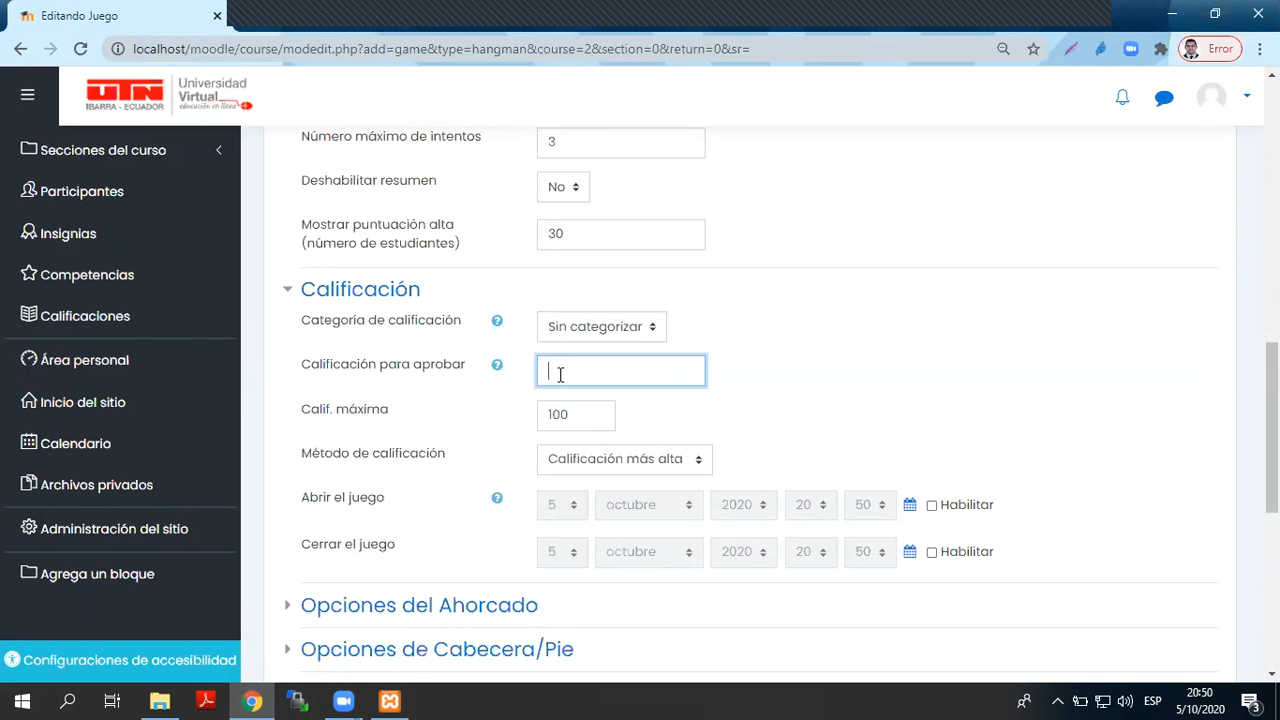 Editando Juego
localhost/moodle/course/modedit.php?add=game&type=hangman&course=2&section=0&return=0&sr=
Error
UTN
IBARRA - ECUADOR
Universidad
Virtual
educación en línea
Secciones del curso
Participantes
Insignias
Competencias
Calificaciones
Área personal
Inicio del sitio
Calendario
Archivos privados
Administración del sitio
Agrega un bloque
Configuraciones de accesibilidad
Número máximo de intentos
3
Deshabilitar resumen
No
Mostrar puntuación alta
(número de estudiantes)
30
Calificación
Categoría de calificación
Sin categorizar
Calificación para aprobar
Calif. máxima
100
Método de calificación
Calificación más alta
Abrir el juego
5 octubre 2020 20 50 Habilitar
Cerrar el juego
5 octubre 2020 20 50 Habilitar
Opciones del Ahorcado
Opciones de Cabecera/Pie
ESP
20:50
5/10/2020
3